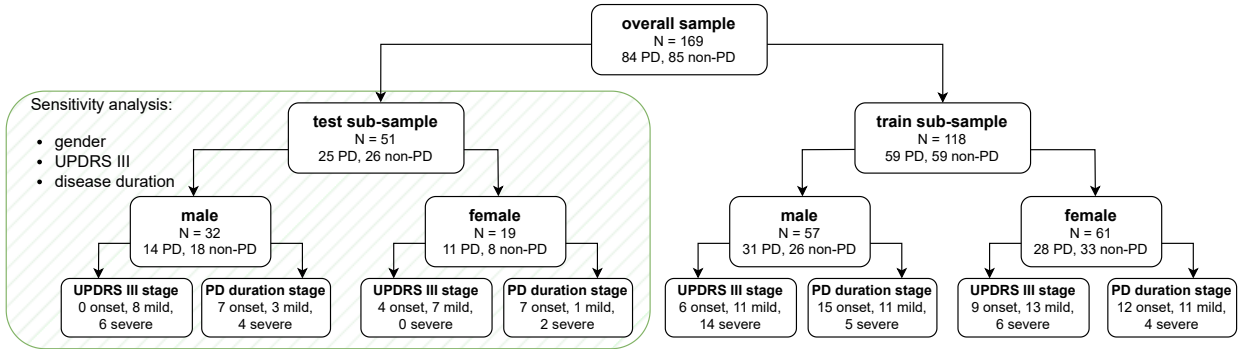 overall sample
N = 169
84 PD, 85 non-PD
Sensitivity analysis:
• gender
• UPDRS III
• disease duration
test sub-sample
N = 51
25 PD, 26 non-PD
train sub-sample
N = 118
59 PD, 59 non-PD
male
N = 32
14 PD, 18 non-PD
female
N = 19
11 PD, 8 non-PD
male
N = 57
31 PD, 26 non-PD
female
N = 61
28 PD, 33 non-PD
UPDRS III stage
0 onset, 8 mild,
6 severe
PD duration stage
7 onset, 3 mild,
4 severe
UPDRS III stage
4 onset, 7 mild,
0 severe
PD duration stage
7 onset, 1 mild,
2 severe
UPDRS III stage
6 onset, 11 mild,
14 severe
PD duration stage
15 onset, 11 mild,
5 severe
UPDRS III stage
9 onset, 13 mild,
6 severe
PD duration stage
12 onset, 11 mild,
4 severe